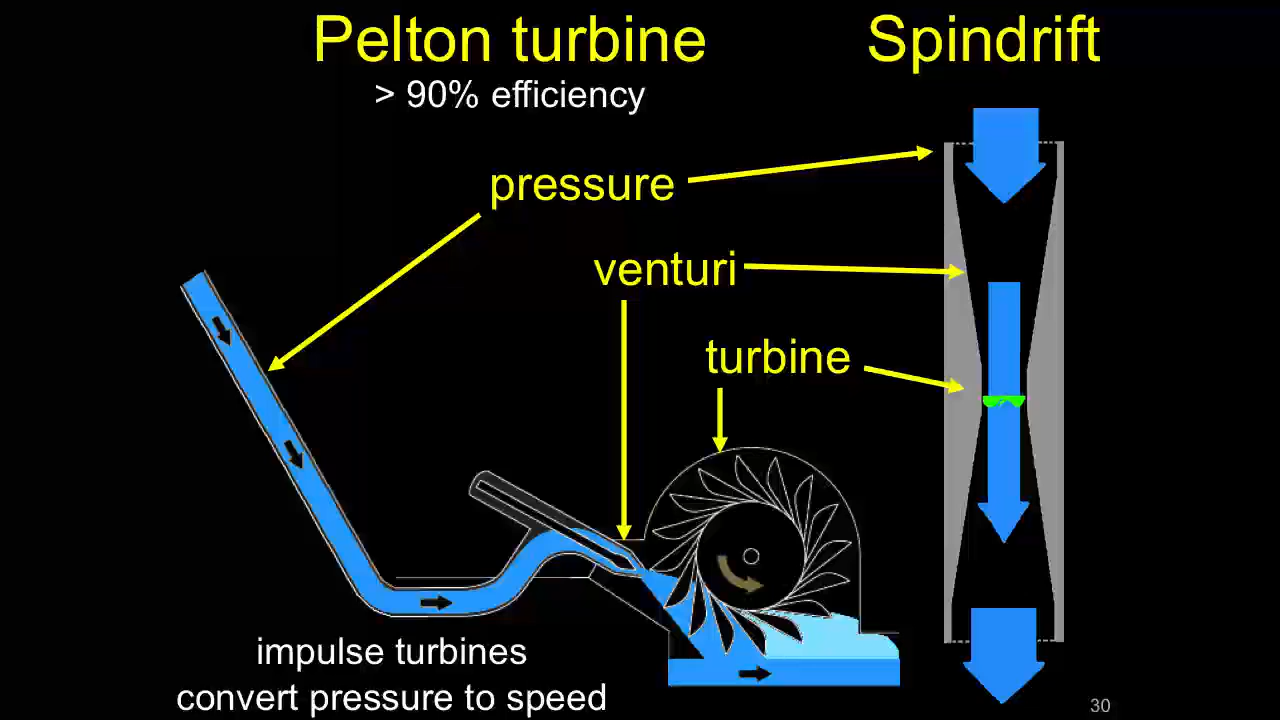 Pelton turbine
> 90% efficiency
Spindrift
pressure
venturi
turbine
impulse turbines
convert pressure to speed
30